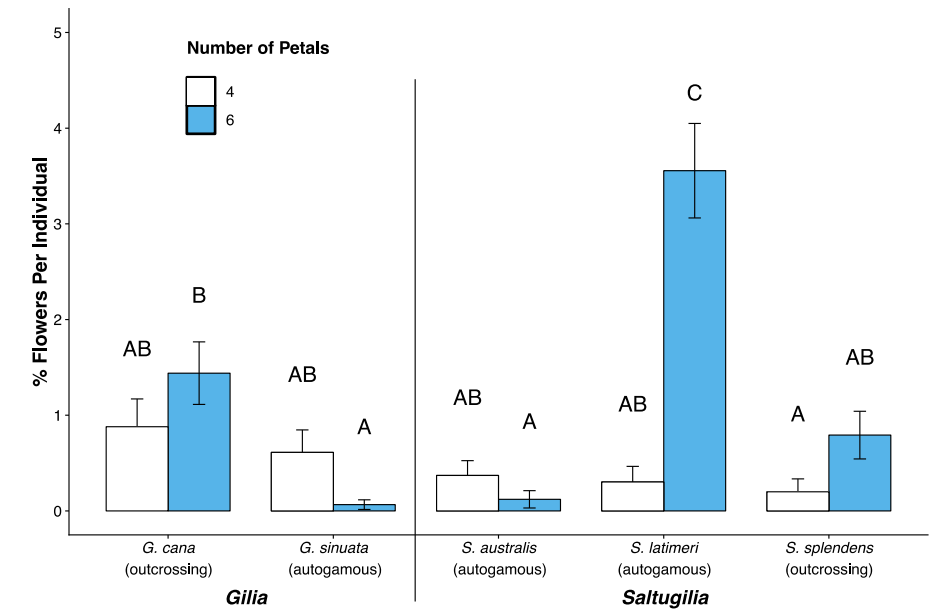 Number of Petals
4
6
% Flowers Per Individual
5
4
3
2
1
0
AB
B
AB
A
AB
A
AB
C
A
AB
G. cana
(outcrossing)
G. sinuata
(autogamous)
S. australis
(autogamous)
S. latimeri
(autogamous)
S. splendens
(outcrossing)
Gilia
Saltugilia